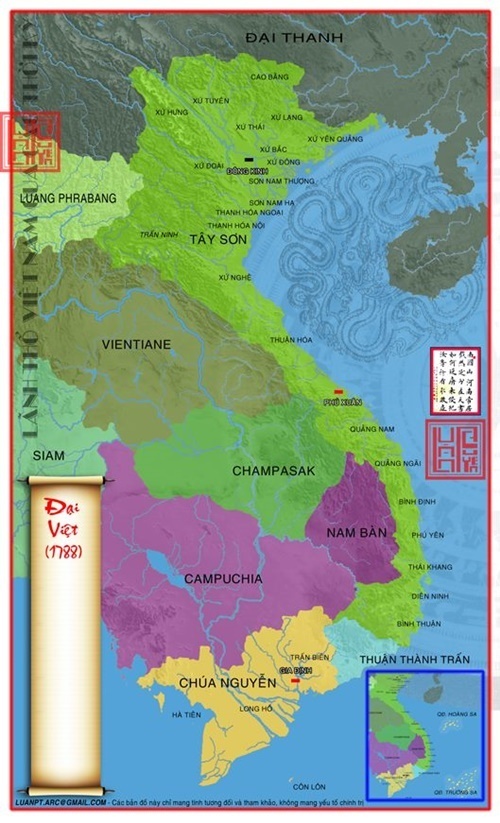 ĐẠI THANH
CAO BẰNG
XỨ TUYÊN
XỨ HƯNG
XỨ LẠNG
XỨ THÁI
XỨ YÊN QUẢNG
XỨ BẮC
XỨ ĐOÀI
XỨ ĐÔNG
ĐÔNG KINH
SƠN NAM THƯỢNG
LUANG PHRABANG
SƠN NAM HẠ
THANH HÓA NGOẠI
THANH HÓA NỘI
TRẤN NINH
TÂY SƠN
XỨ NGHỆ
LÃNH THỔ VIỆT NAM QUA
THUẬN HÓA
VIENTIANE
PHÚ XUÂN
QUẢNG NAM
SIAM
CHAMPASAK
QUẢNG NGÃI
Đại
Việt
(1788)
BÌNH ĐỊNH
NAM BÀN
PHÚ YÊN
THÁI KHANG
CAMPUCHIA
DIÊN NINH
BÌNH THUẬN
TRẤN BIÊN
THUẬN THÀNH TRẤN
GIA ĐỊNH
CHÚA NGUYỄN
LONG HỒ
HÀ TIÊN
QĐ. HOÀNG SA
CÔN LÔN
QĐ. TRƯỜNG SA
LUANPT.ARC@GMAIL.COM - Các bản đồ này chỉ mang tính tương đối và tham khảo, không mang yếu tố chính trị